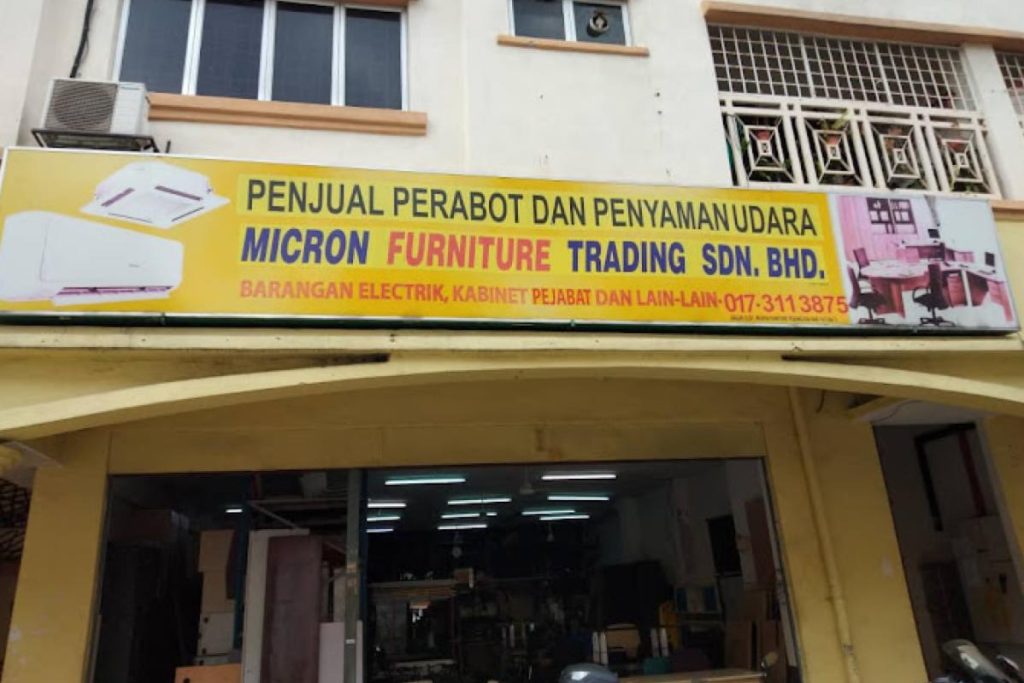 PENJUAL PERABOT DAN PENYAMAN UDARA
MICRON FURNITURE TRADING SDN. BHD.
BARANGAN ELECTRIK, KABINET PEJABAT DAN LAIN-LAIN· 017-311 3875